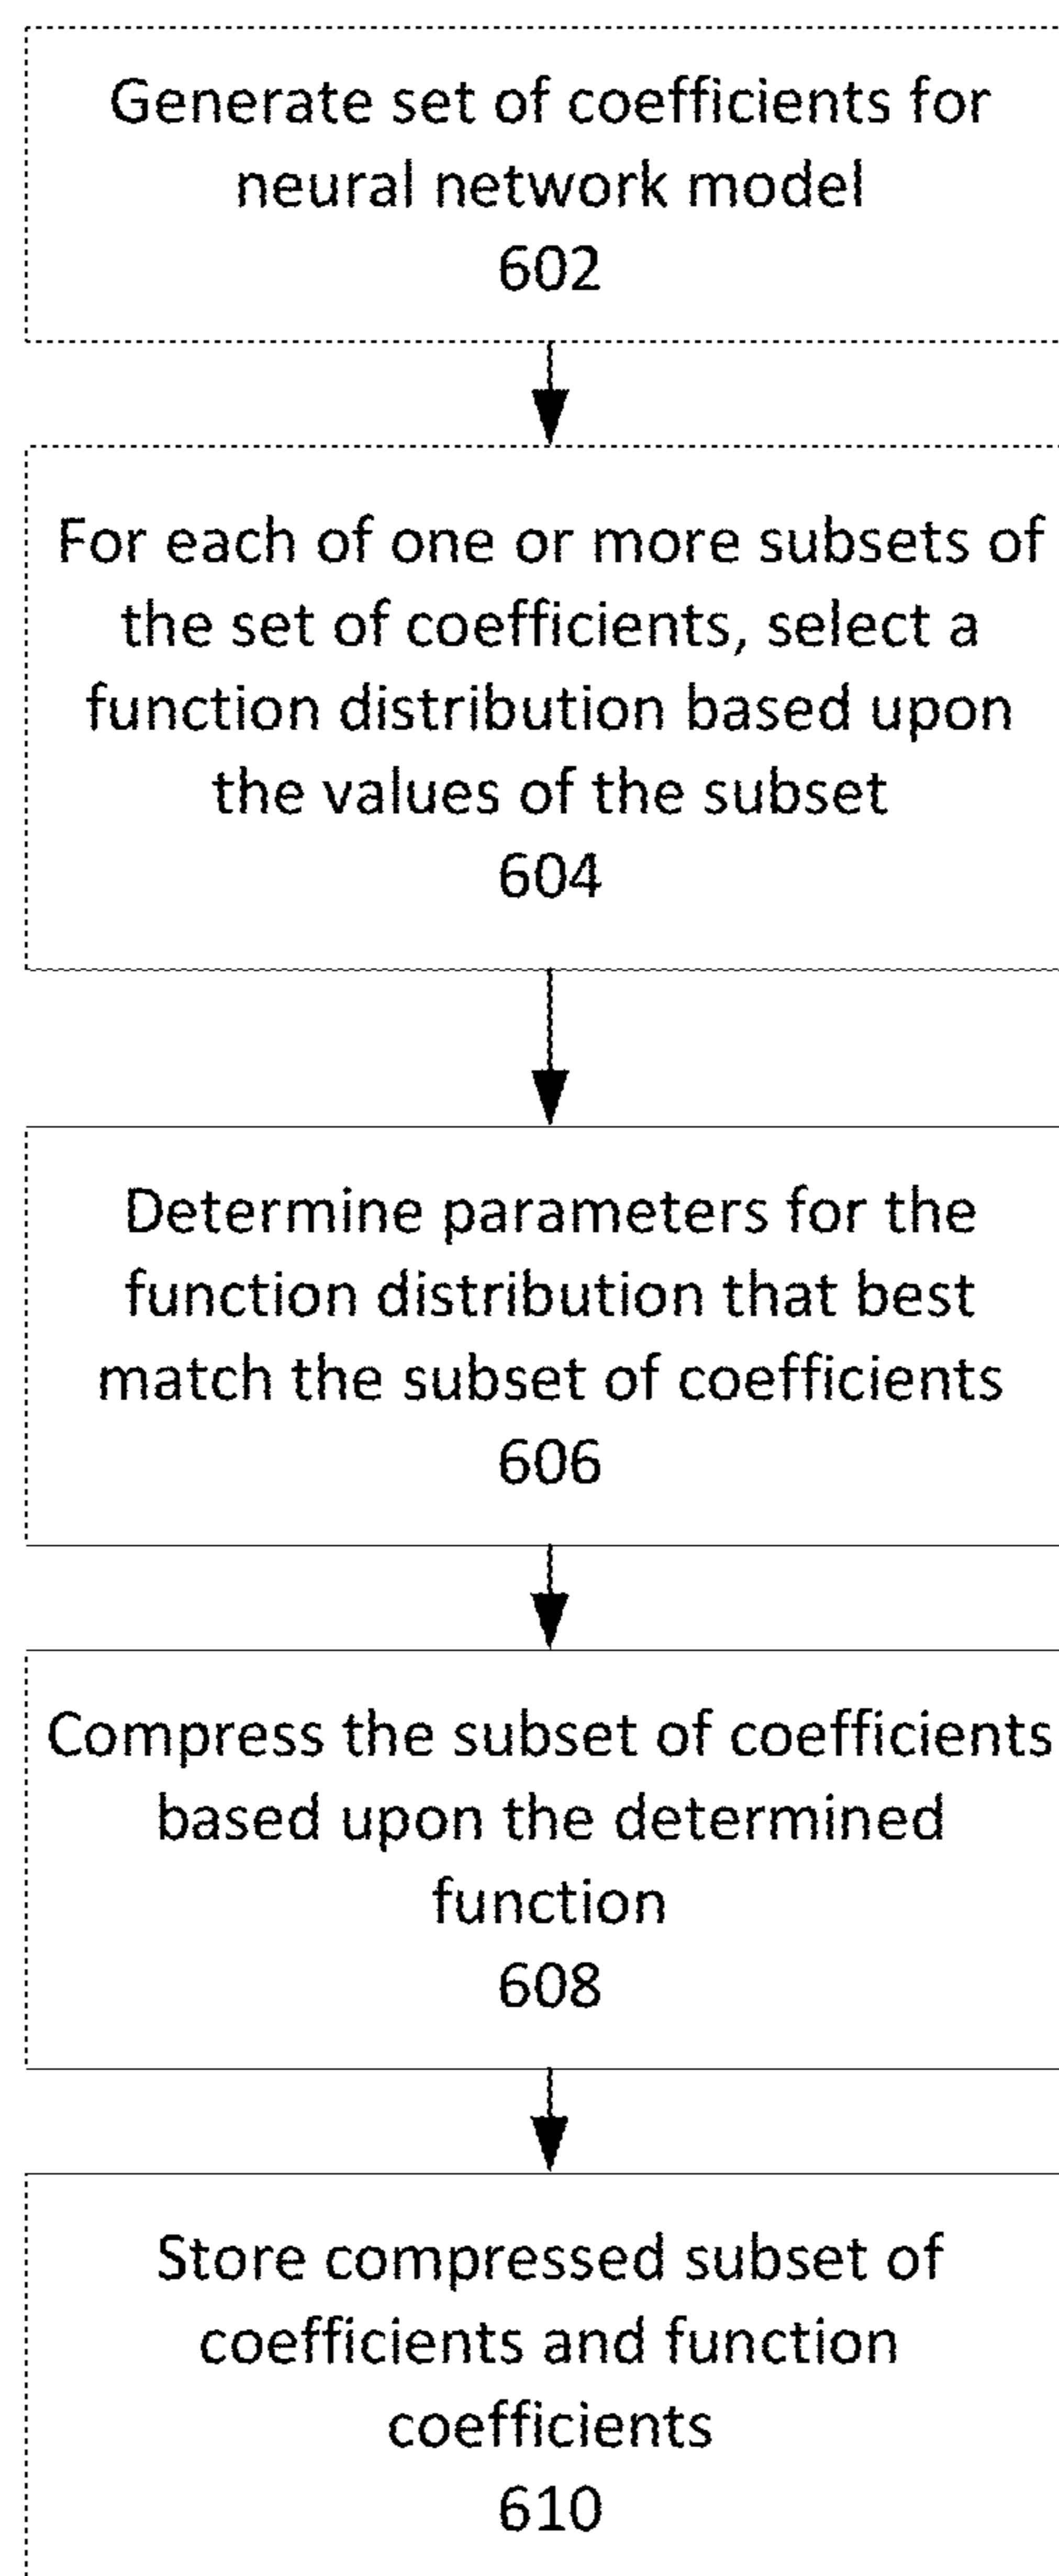 Generate set of coefficients for
neural network model
602
For each of one or more subsets of
the set of coefficients, select a
function distribution based upon
the values of the subset
604
Determine parameters for the
function distribution that best
match the subset of coefficients
606
Compress the subset of coefficients
based upon the determined
function
608
Store compressed subset of
coefficients and function
coefficients
610